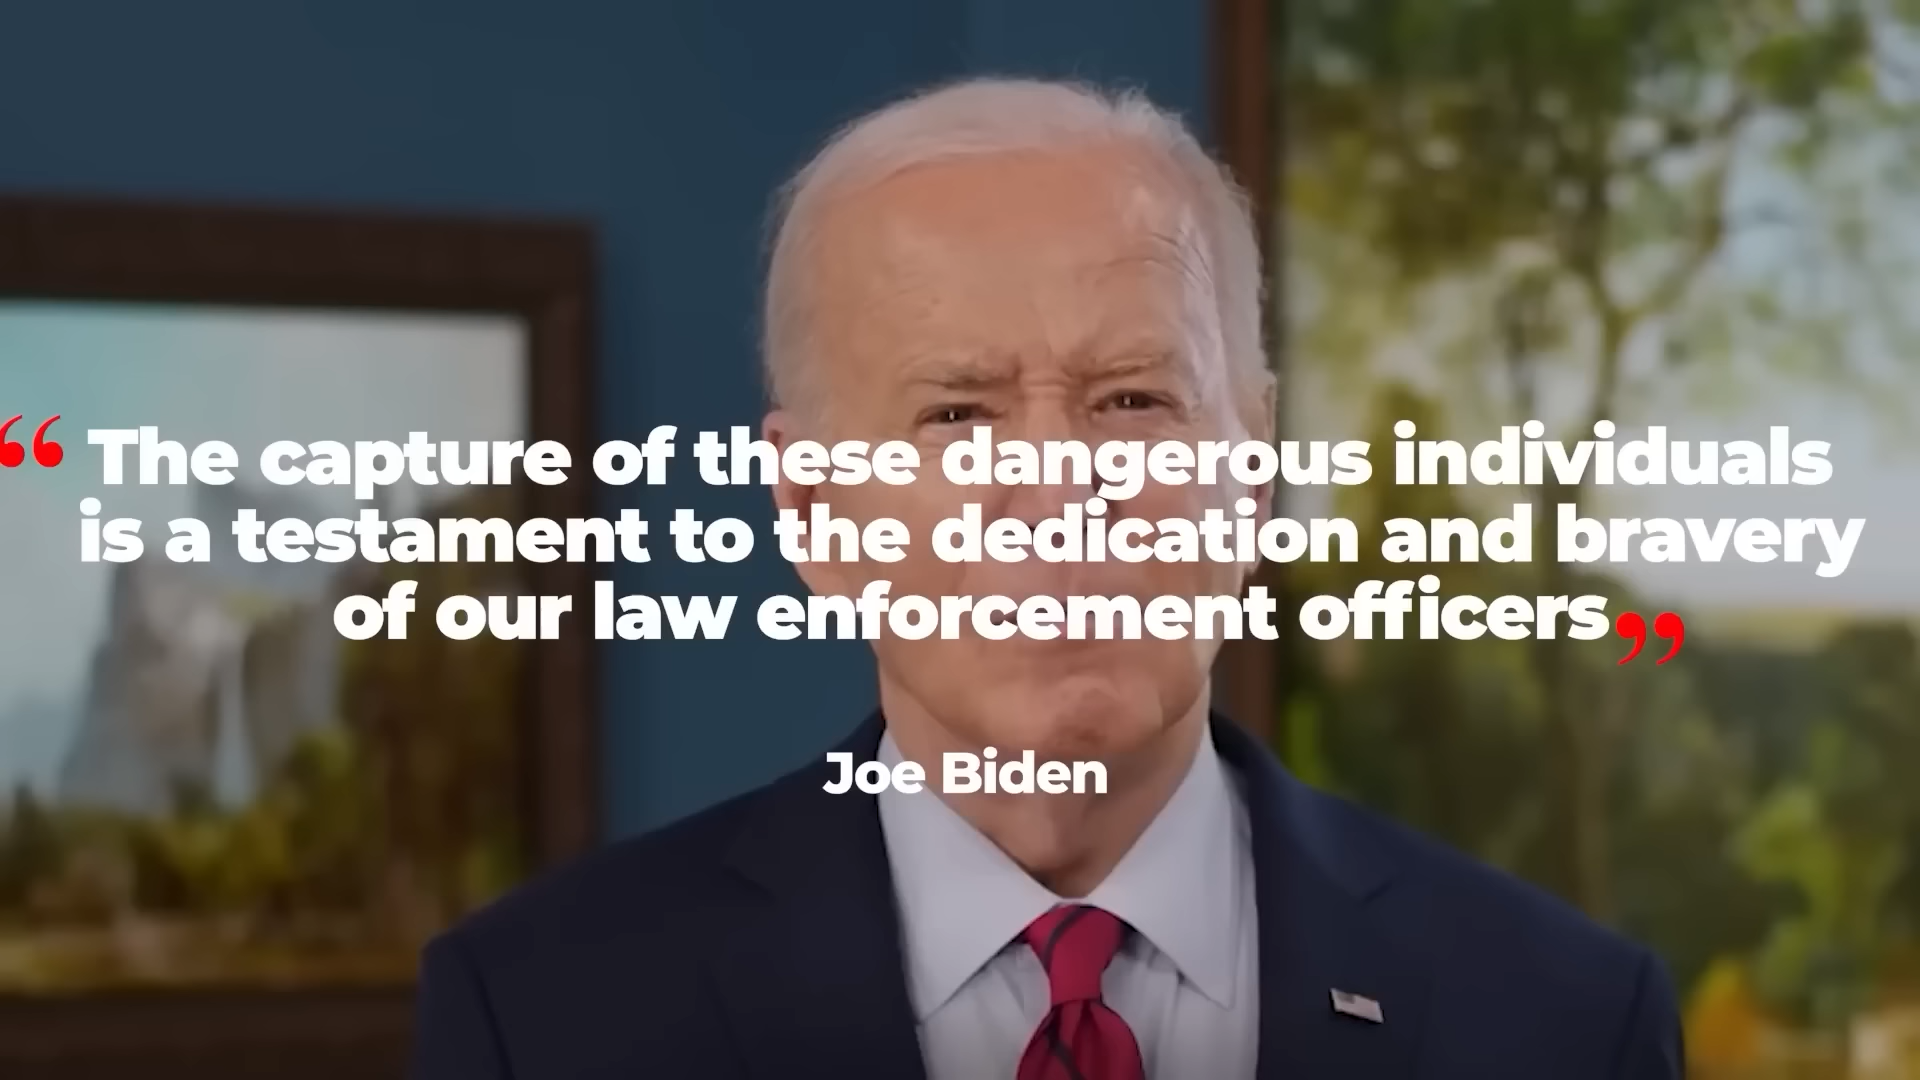 “The capture of these dangerous individuals
is a testament to the dedication and bravery
of our law enforcement officers”
Joe Biden